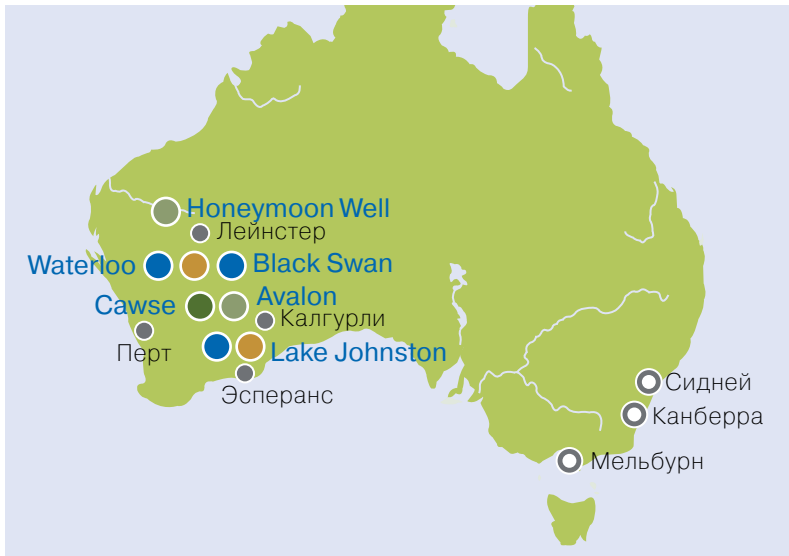 Honeymoon Well
Лейнстер
Waterloo
Black Swan
Cawse
Avalon
Калгурли
Перт
Lake Johnston
Эсперанс
Сидней
Канберра
Мельбурн